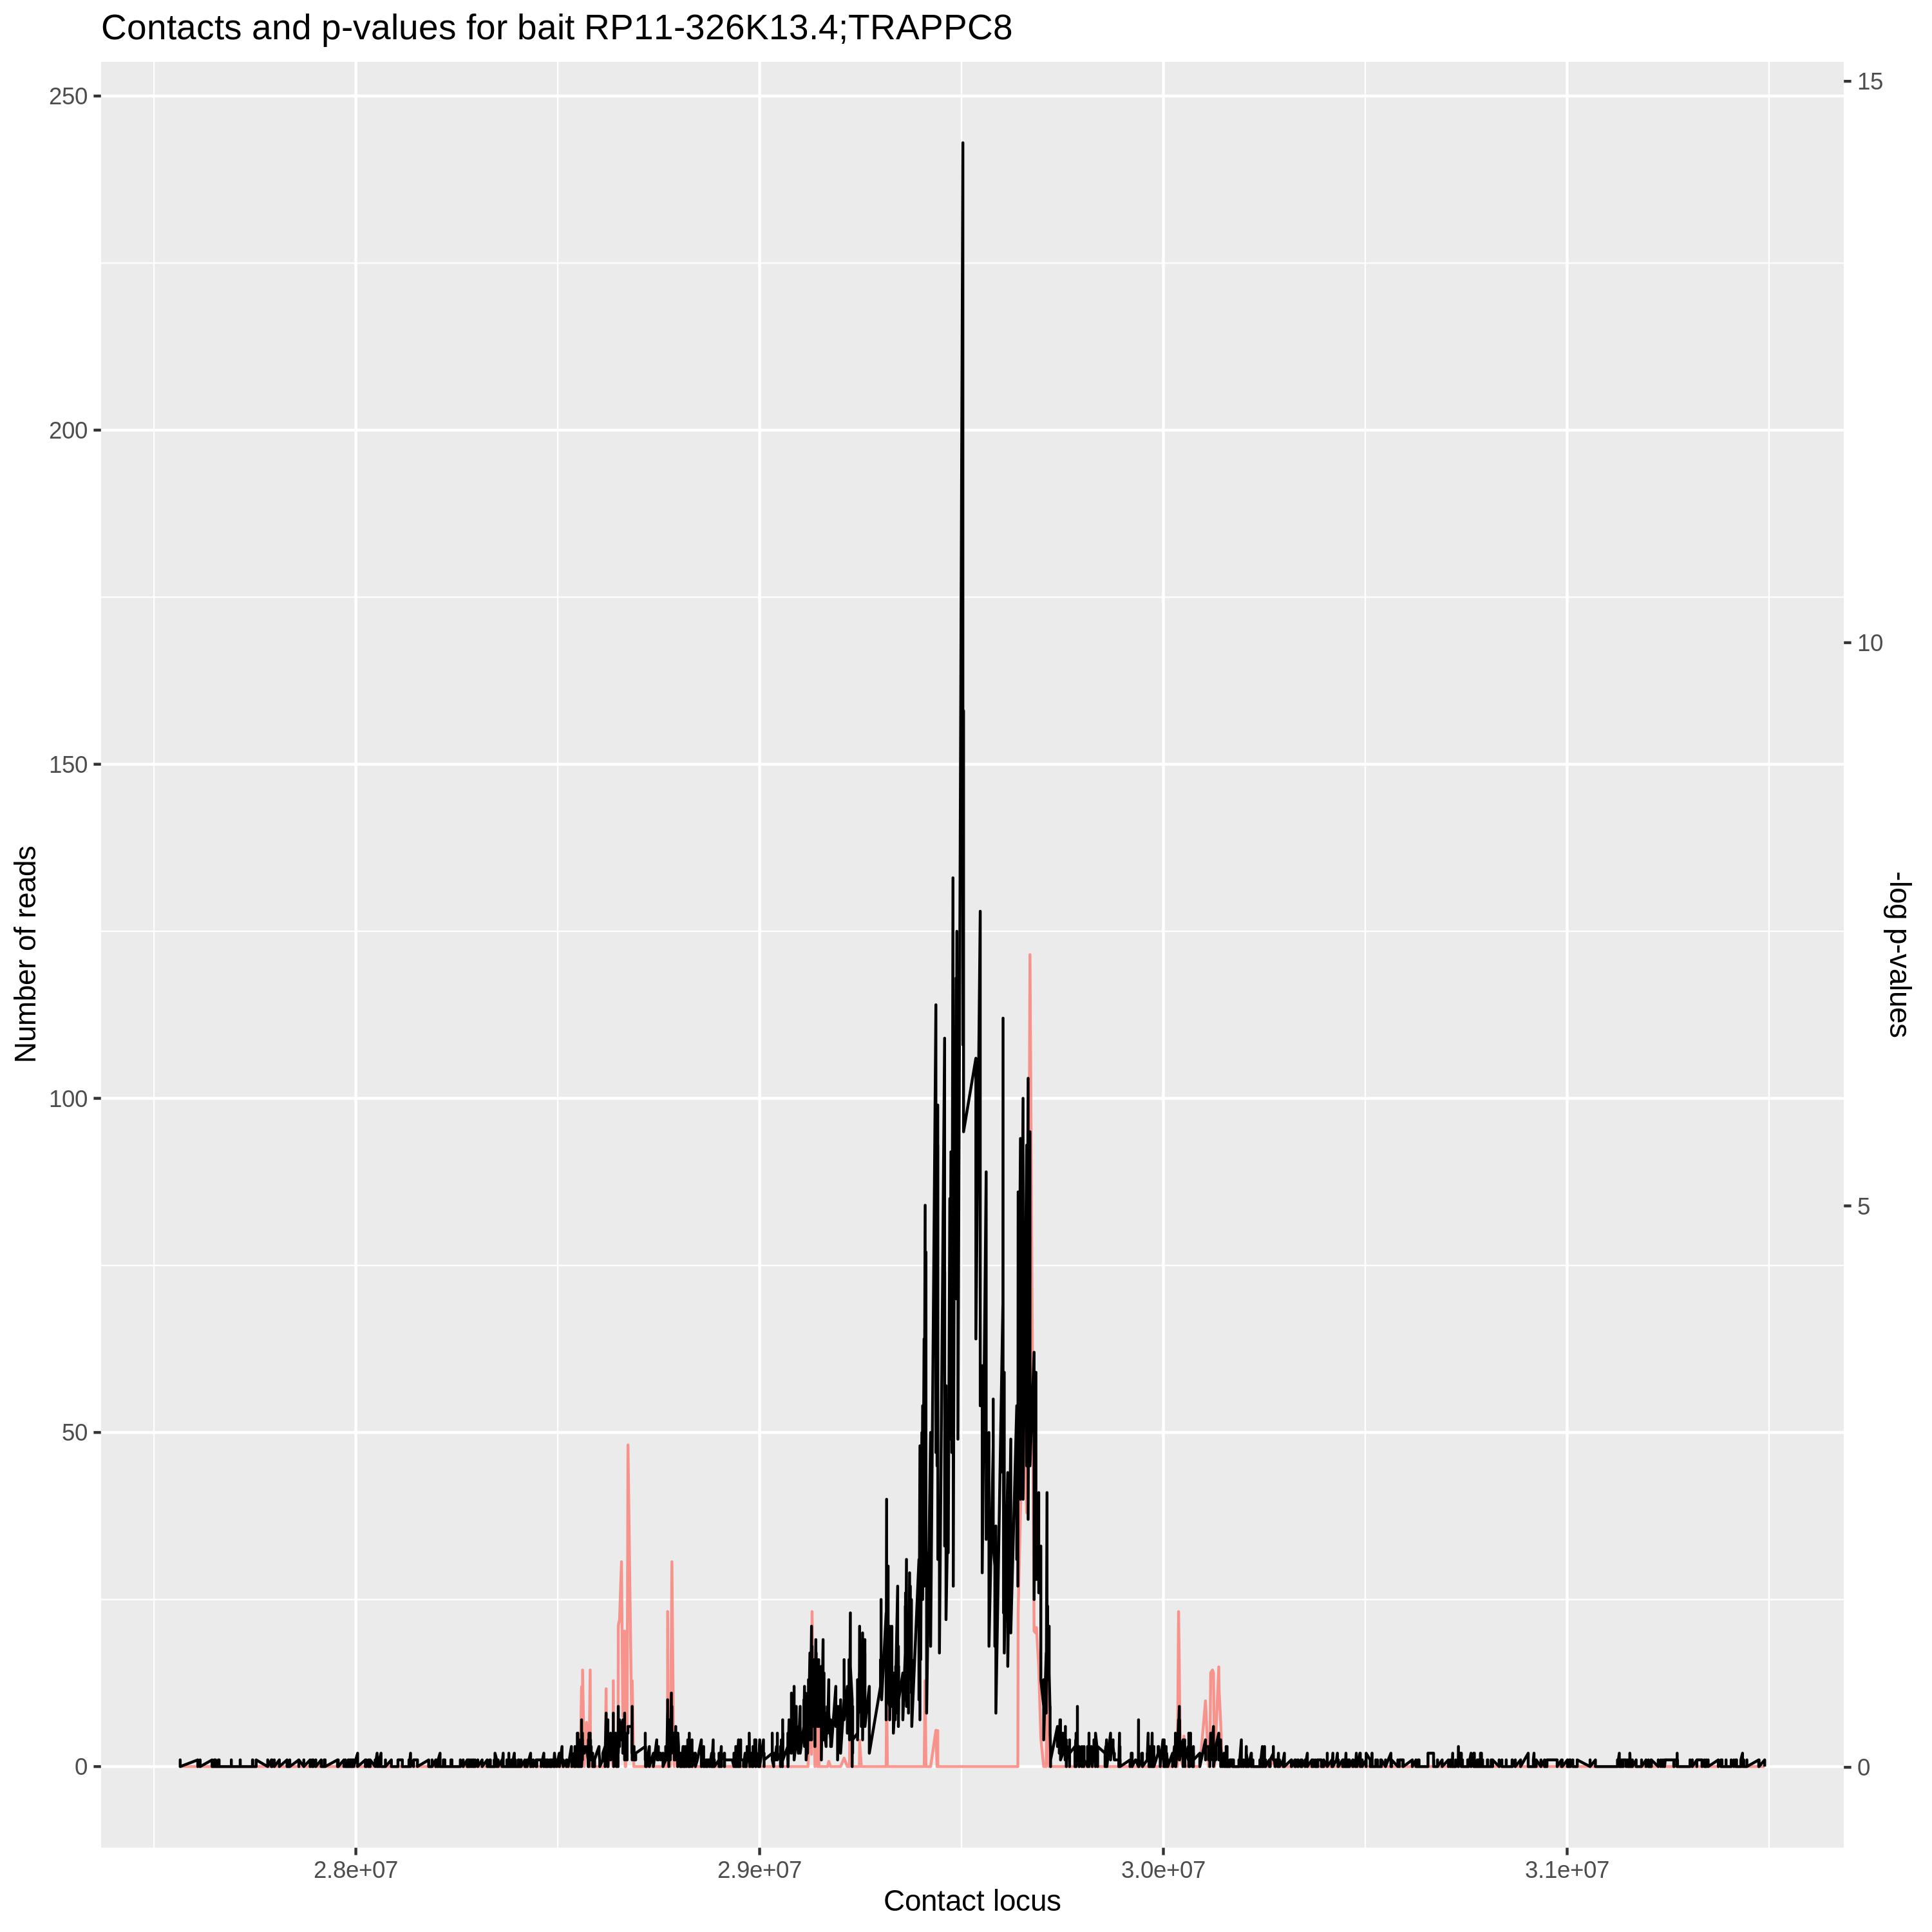 Contacts and p-values for bait RP11-326K13.4;TRAPPC8
250
200
150
100
50
0
Number of reads
15
10
5
0
-log p-values
2.8e+07
2.9e+07
3.0e+07
3.1e+07
Contact locus